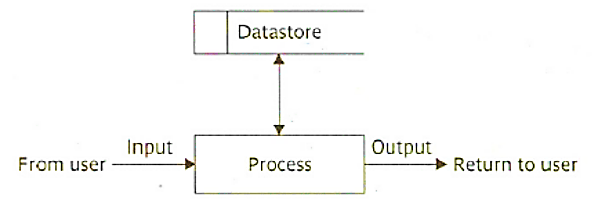 Datastore
Input
Output
From user
Process
Return to user